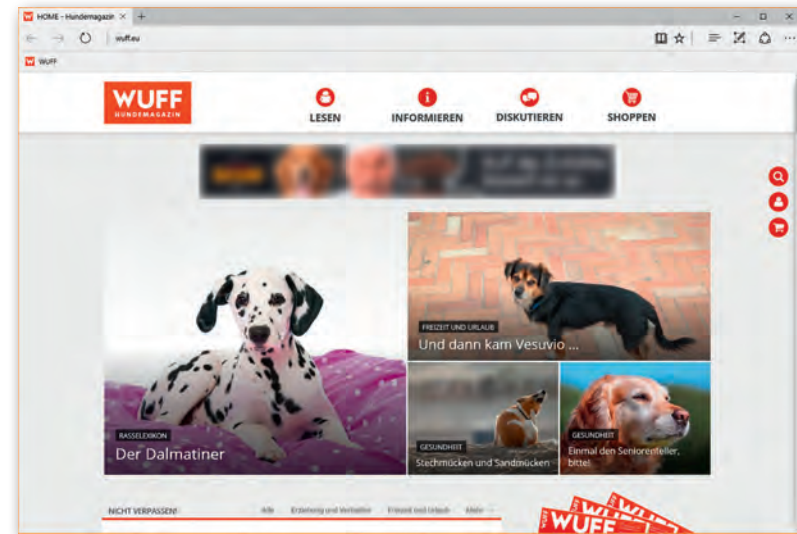 HOME - Hundemagazin
wuff.eu
WUFF
WUFF
HUNDEMAGAZIN
LESEN
INFORMIEREN
DISKUTIEREN
SHOPPEN
FREIZEIT UND URLAUB
Und dann kam Vesuvio ...
RASSELEXIKON
Der Dalmatiner
GESUNDHEIT
Stechmücken und Sandmücken
GESUNDHEIT
Einmal den Seniorenteller,
bitte!
NICHT VERPASSEN!
Alle Erziehung und Verhalten Freizeit und Urlaub Mehr
WUFF